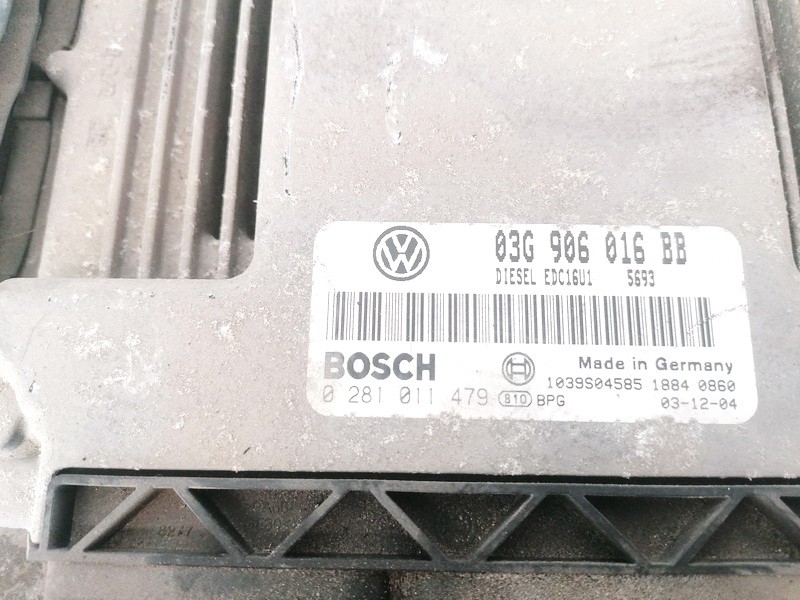 03G 906 016 BB
DIESEL EDC16U1 5693
BOSCH
Made in Germany
1039S04585 1884 0860
0 281 011 479 810 BPG
03-12-04